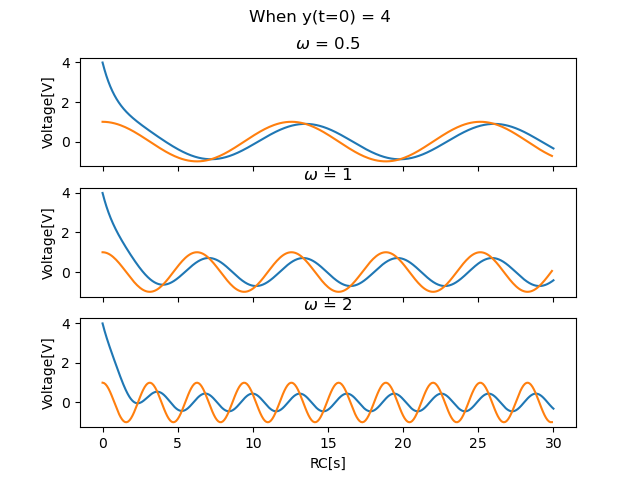 When y(t=0) = 4
ω = 0.5
Voltage[V]
4
2
0
ω = 1
Voltage[V]
4
2
0
ω = 2
Voltage[V]
4
2
0
0 5 10 15 20 25 30
RC[s]